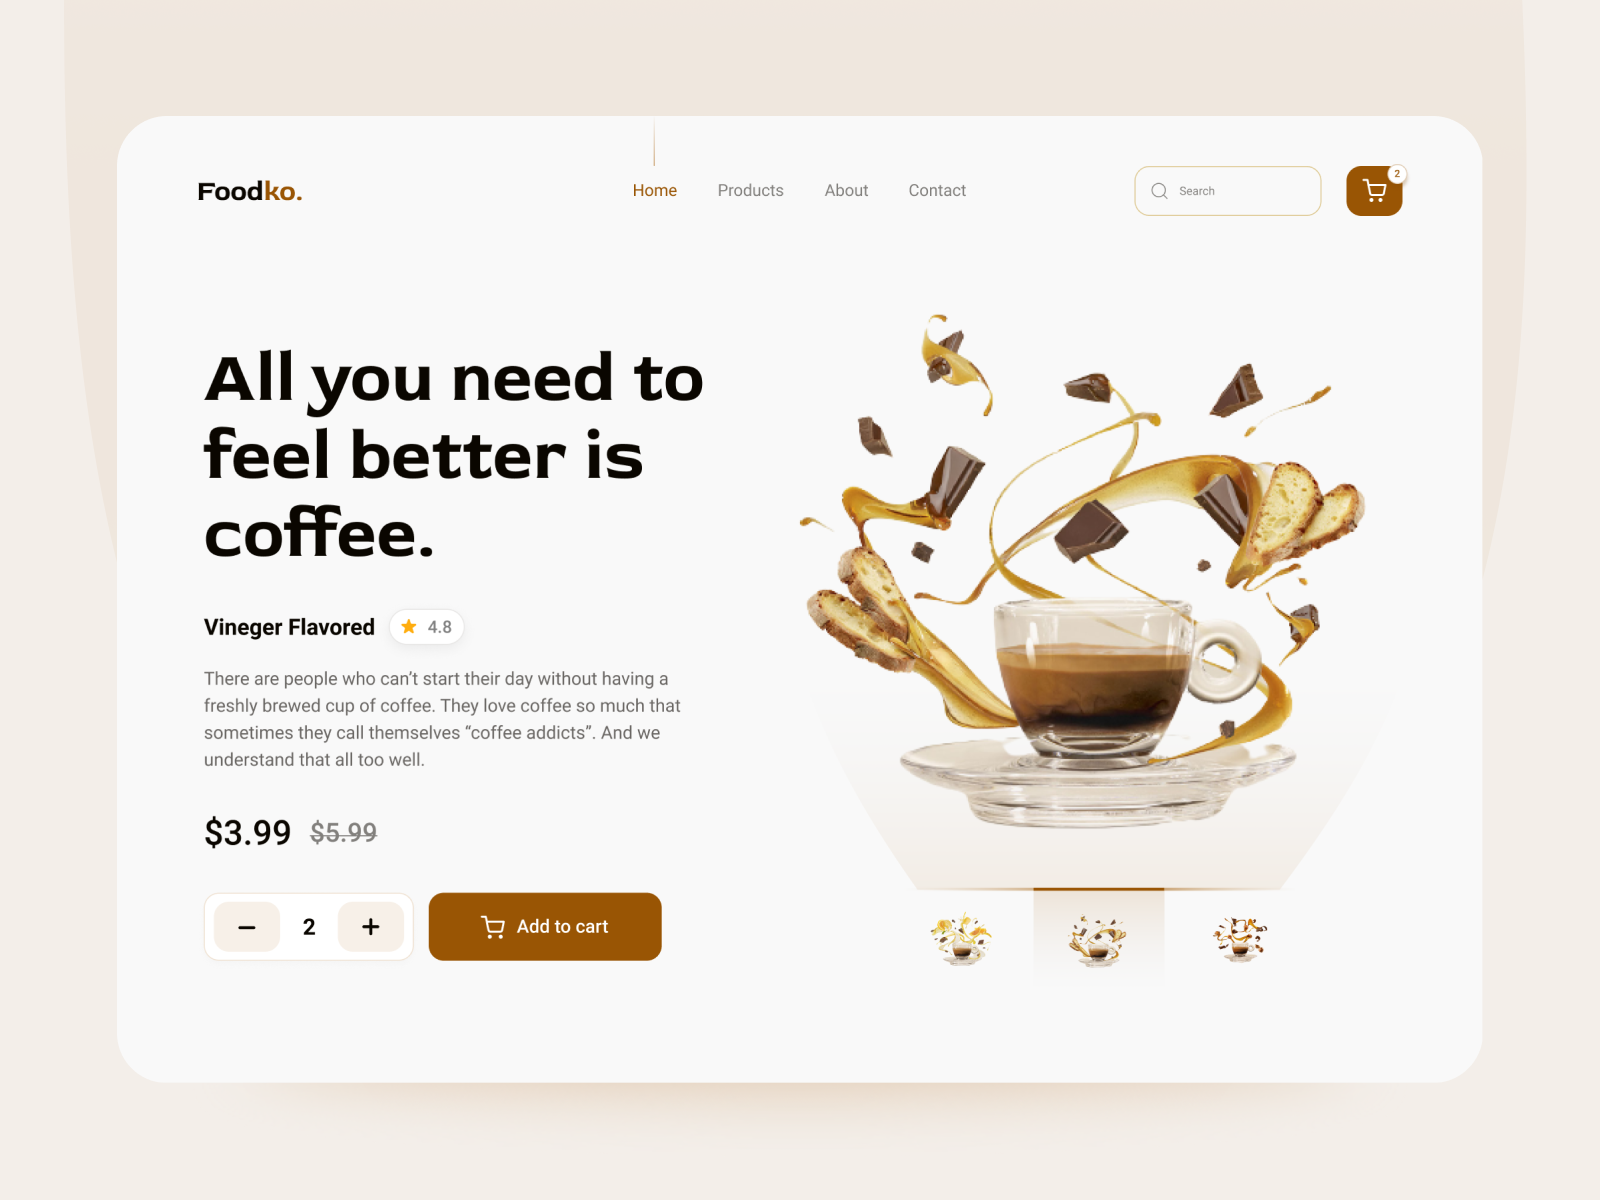 Foodko.
Home
Products
About
Contact
Search
2
All you need to
feel better is
coffee.
Vineger Flavored
4.8
There are people who can’t start their day without having a
freshly brewed cup of coffee. They love coffee so much that
sometimes they call themselves “coffee addicts”. And we
understand that all too well.
$3.99
$5.99
2
Add to cart